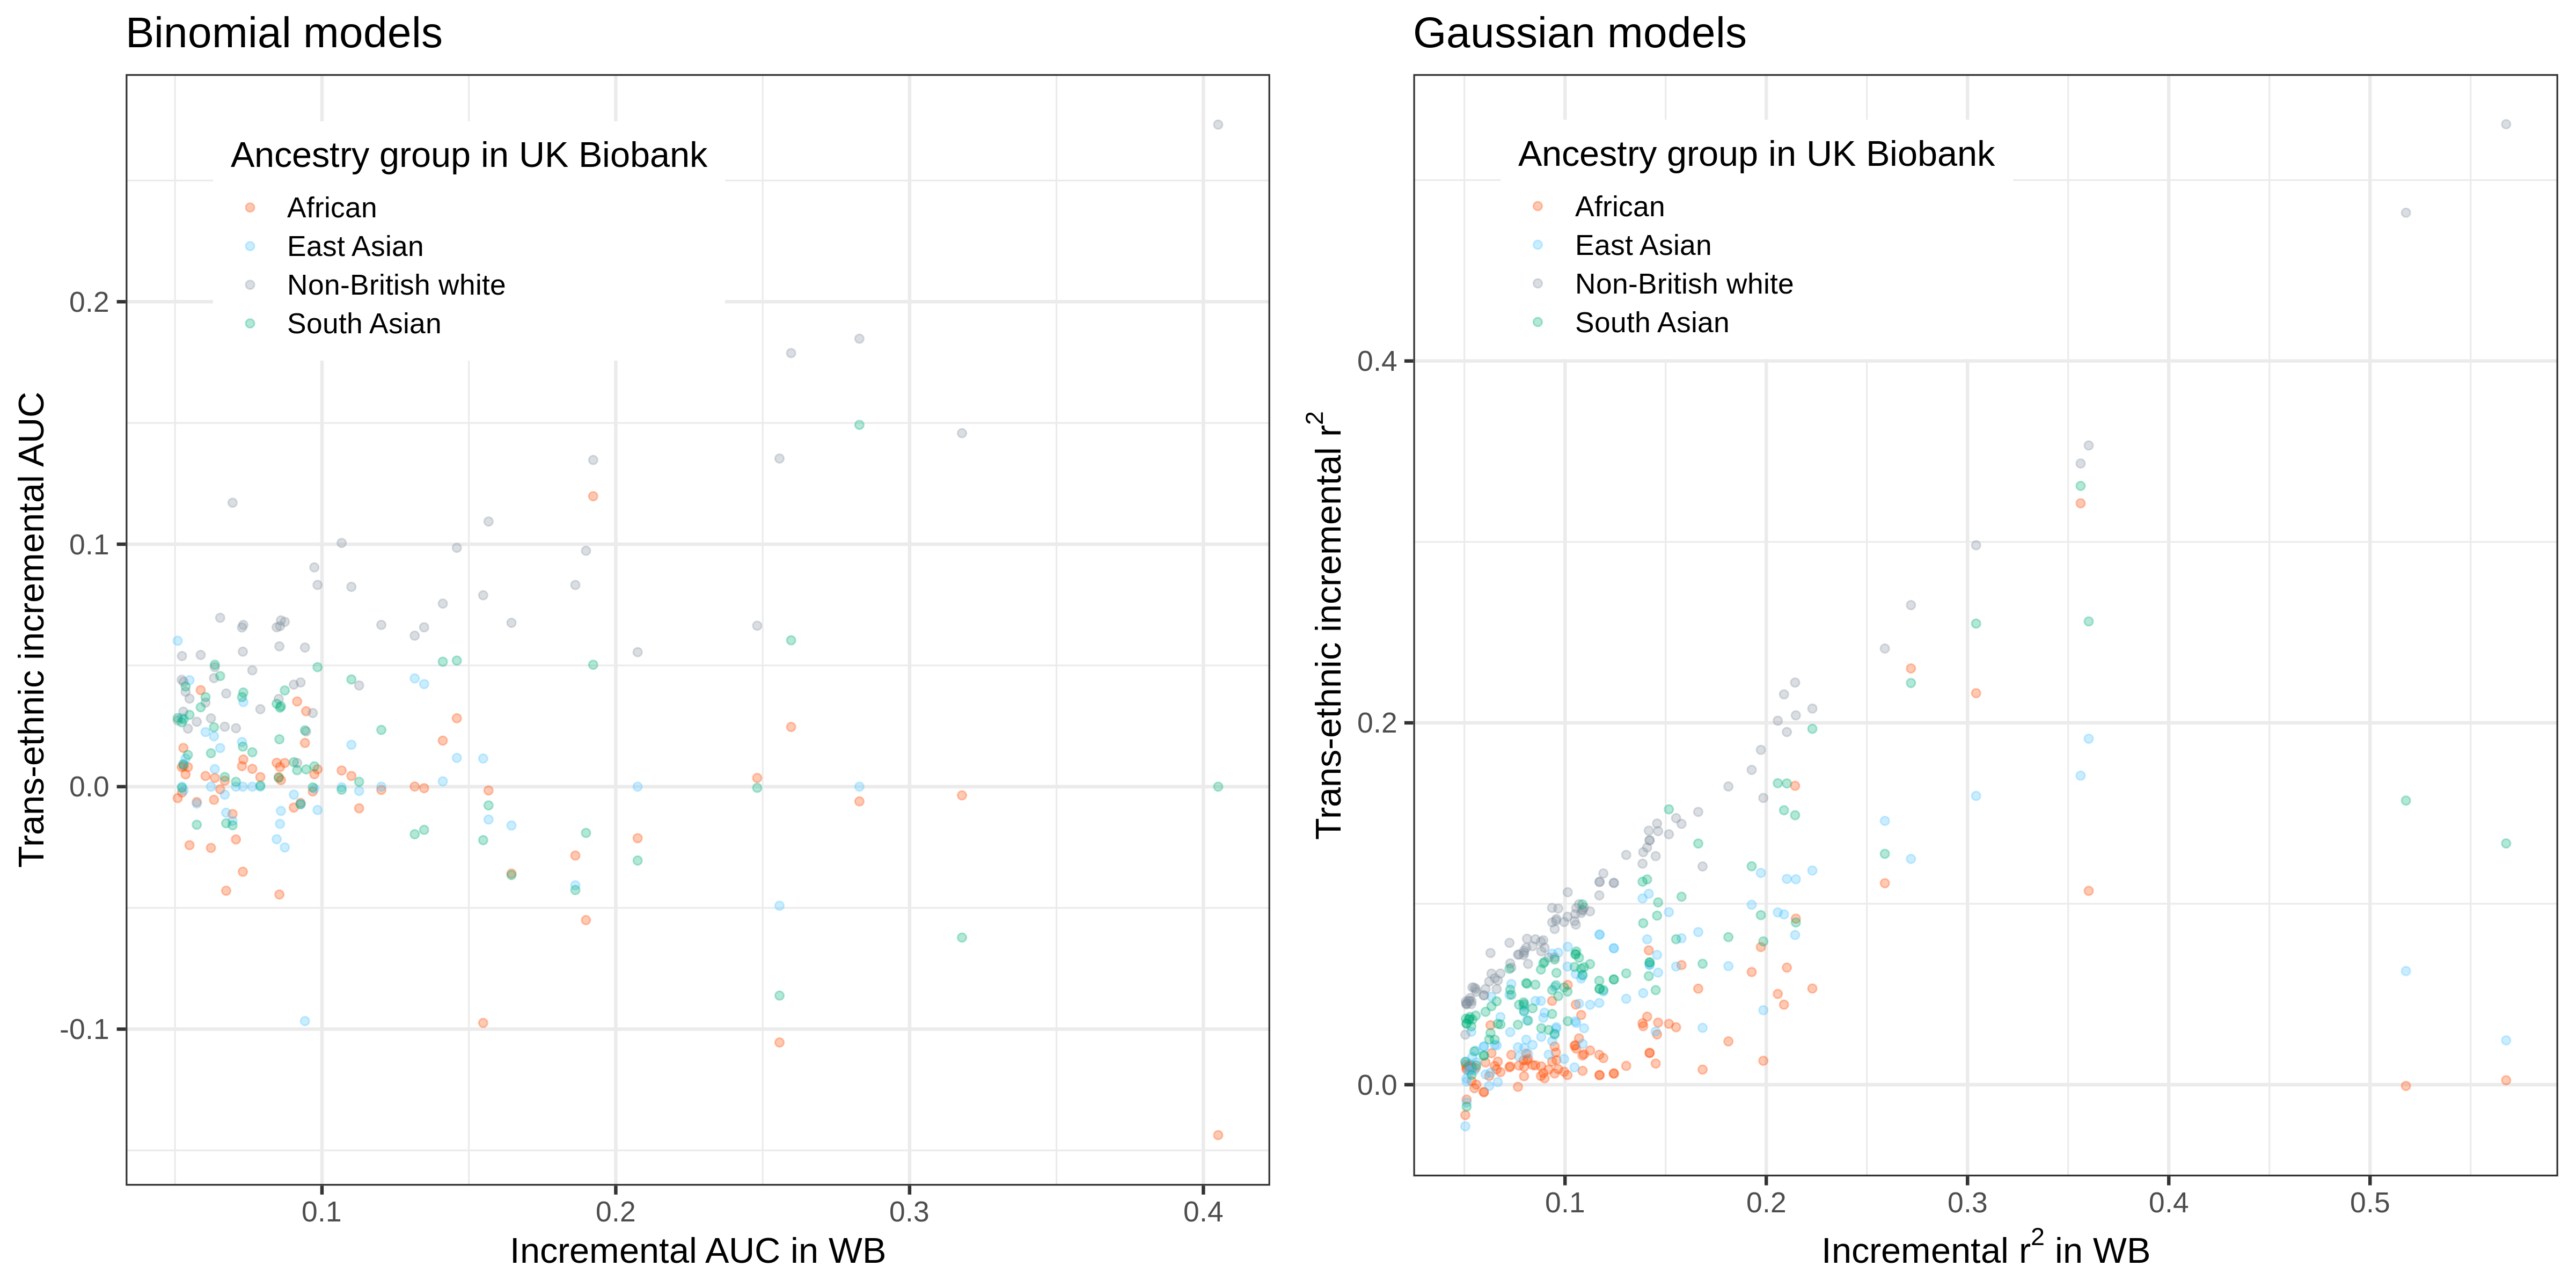 Binomial models
Ancestry group in UK Biobank
African
East Asian
Non-British white
South Asian
Trans-ethnic incremental AUC
0.2
0.1
0.0
-0.1
0.1
0.2
0.3
0.4
Incremental AUC in WB
Gaussian models
Ancestry group in UK Biobank
African
East Asian
Non-British white
South Asian
Trans-ethnic incremental r²
0.4
0.2
0.0
0.1
0.2
0.3
0.4
0.5
Incremental r² in WB